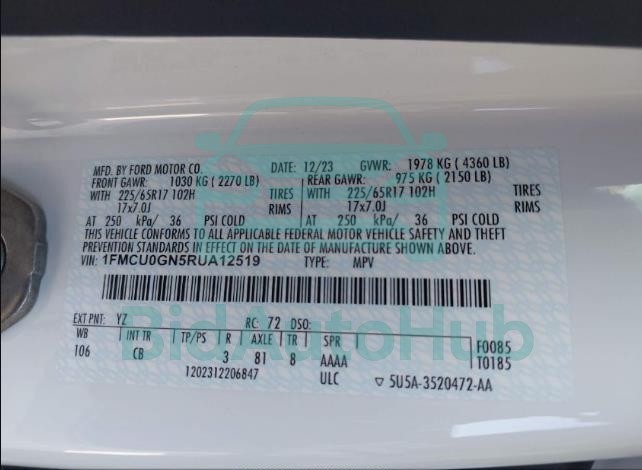 MFD. BY FORD MOTOR CO. DATE: 12/23 GVWR: 1978 KG ( 4360 LB)
FRONT GAWR: 1030 KG ( 2270 LB) REAR GAWR: 975 KG ( 2150 LB)
WITH 225/65R17 102H TIRES WITH 225/65R17 102H TIRES
17x7.0J RIMS 17x7.0J RIMS
AT 250 kPa/ 36 PSI COLD AT 250 kPa/ 36 PSI COLD
THIS VEHICLE CONFORMS TO ALL APPLICABLE FEDERAL MOTOR VEHICLE SAFETY AND THEFT
PREVENTION STANDARDS IN EFFECT ON THE DATE OF MANUFACTURE SHOWN ABOVE.
VIN: 1FMCU0GN5RUA12519 TYPE: MPV
EXT PNT: YZ RC: 72 DSO:
WB INT TR TP/PS R AXLE TR SPR F0085
106 CB 3 81 8 AAAA T0185
1202312206847 ULC ▽ 5U5A-3520472-AA
BidAutoHub